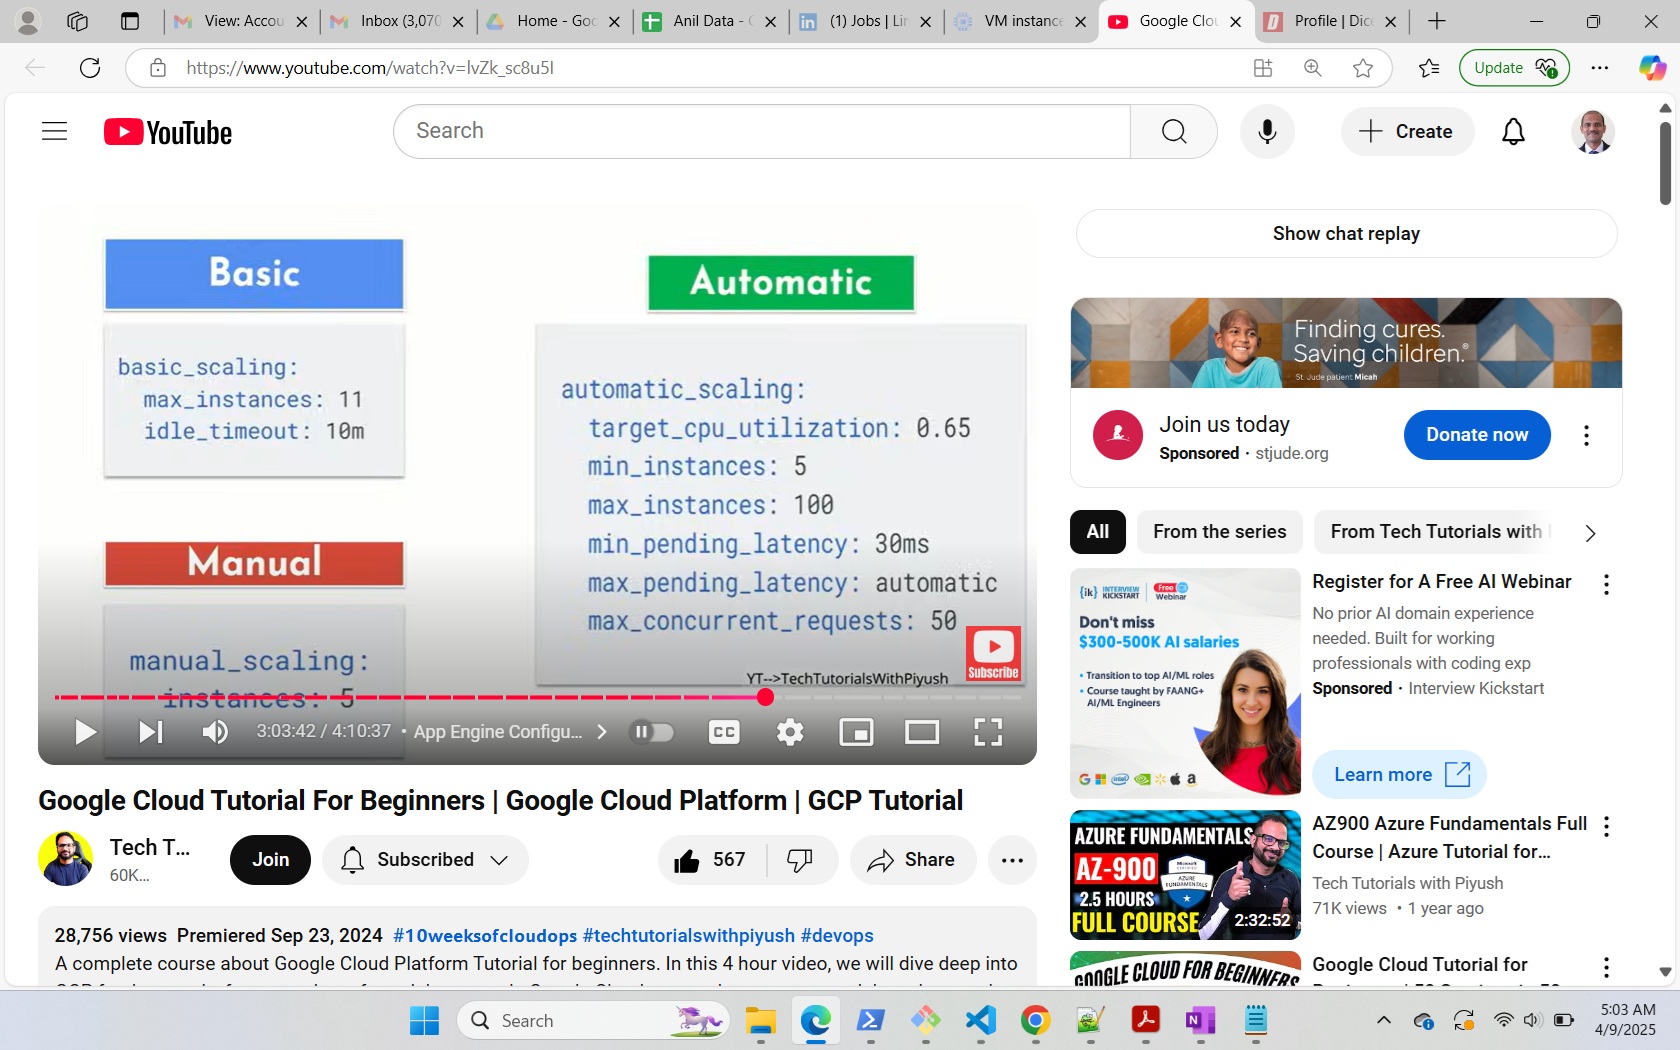 View: Accou
Inbox (3,070
Home - Goo
Anil Data -
(1) Jobs | Lin
VM instance
Google Clou
Profile | Dice
https://www.youtube.com/watch?v=lvZk_sc8u5I
Update
YouTube
Search
Create
Basic
basic_scaling:
max_instances: 11
idle_timeout: 10m
Manual
manual_scaling:
instances: 5
Automatic
automatic_scaling:
target_cpu_utilization: 0.65
min_instances: 5
max_instances: 100
min_pending_latency: 30ms
max_pending_latency: automatic
max_concurrent_requests: 50
Subscribe
YT-->TechTutorialsWithPiyush
3:03:42 / 4:10:37 • App Engine Configu...
CC
Google Cloud Tutorial For Beginners | Google Cloud Platform | GCP Tutorial
Tech T...
60K...
Join
Subscribed
567
Share
28,756 views Premiered Sep 23, 2024 #10weeksofcloudops #techtutorialswithpiyush #devops
A complete course about Google Cloud Platform Tutorial for beginners. In this 4 hour video, we will dive deep into
Show chat replay
Finding cures.
Saving children.®
St. Jude patient Micah
Join us today
Sponsored · stjude.org
Donate now
All
From the series
From Tech Tutorials with
{ik} INTERVIEW KICKSTART
Free
Webinar
Don't miss
$300-500K AI salaries
• Transition to top AI/ML roles
• Course taught by FAANG+
AI/ML Engineers
Register for A Free AI Webinar
No prior AI domain experience
needed. Built for working
professionals with coding exp
Sponsored · Interview Kickstart
Learn more
AZURE FUNDAMENTALS
AZ-900
2.5 HOURS
FULL COURSE
Microsoft
AZURE
FUNDAMENTALS
2:32:52
AZ900 Azure Fundamentals Full
Course | Azure Tutorial for...
Tech Tutorials with Piyush
71K views • 1 year ago
GOOGLE CLOUD FOR BEGINNERS
Google Cloud Tutorial for
Search
5:03 AM
4/9/2025